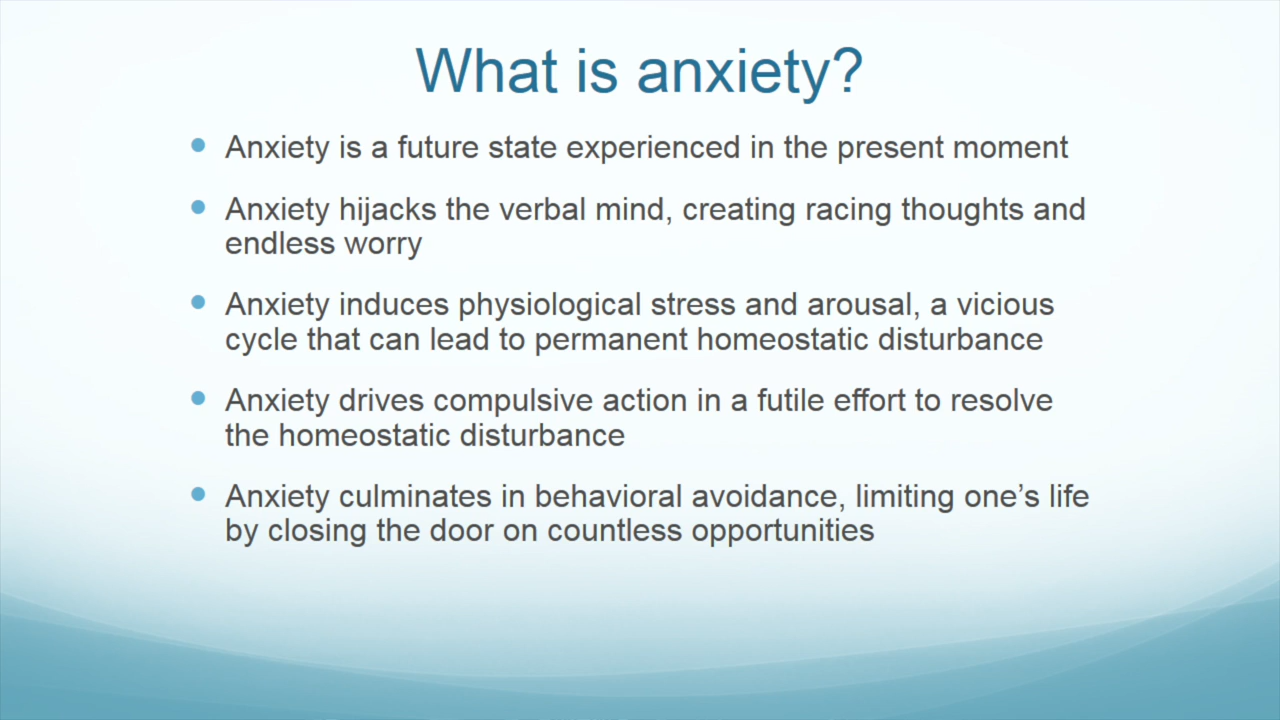 What is anxiety?
Anxiety is a future state experienced in the present moment
Anxiety hijacks the verbal mind, creating racing thoughts and
endless worry
Anxiety induces physiological stress and arousal, a vicious
cycle that can lead to permanent homeostatic disturbance
Anxiety drives compulsive action in a futile effort to resolve
the homeostatic disturbance
Anxiety culminates in behavioral avoidance, limiting one’s life
by closing the door on countless opportunities